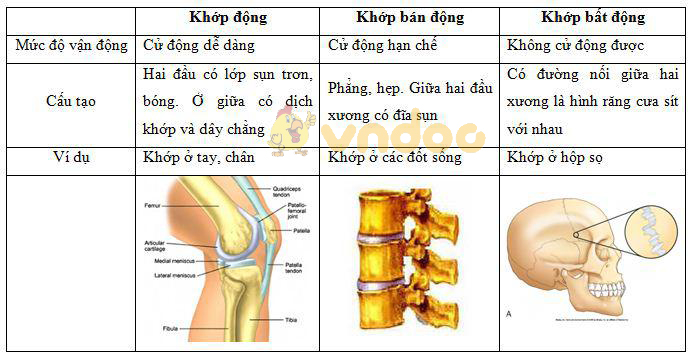 Khớp động Khớp bán động Khớp bất động
Mức độ vận động Cử động dễ dàng Cử động hạn chế Không cử động được
Cấu tạo
Hai đầu có lớp sụn trơn,
bóng. Ở giữa có dịch
khớp và dây chằng
Phẳng, hẹp. Giữa hai đầu
xương có đĩa sụn
Có đường nối giữa hai
xương là hình răng cưa sít
với nhau
Ví dụ Khớp ở tay, chân Khớp ở các đốt sống Khớp ở hộp sọ
vndoc
Quadriceps
tendon
Femur
Patello-
femoral
joint
Patella
Articular
cartilage
Medial meniscus
Lateral meniscus
Patella
tendon
Tibia
Fibula
A